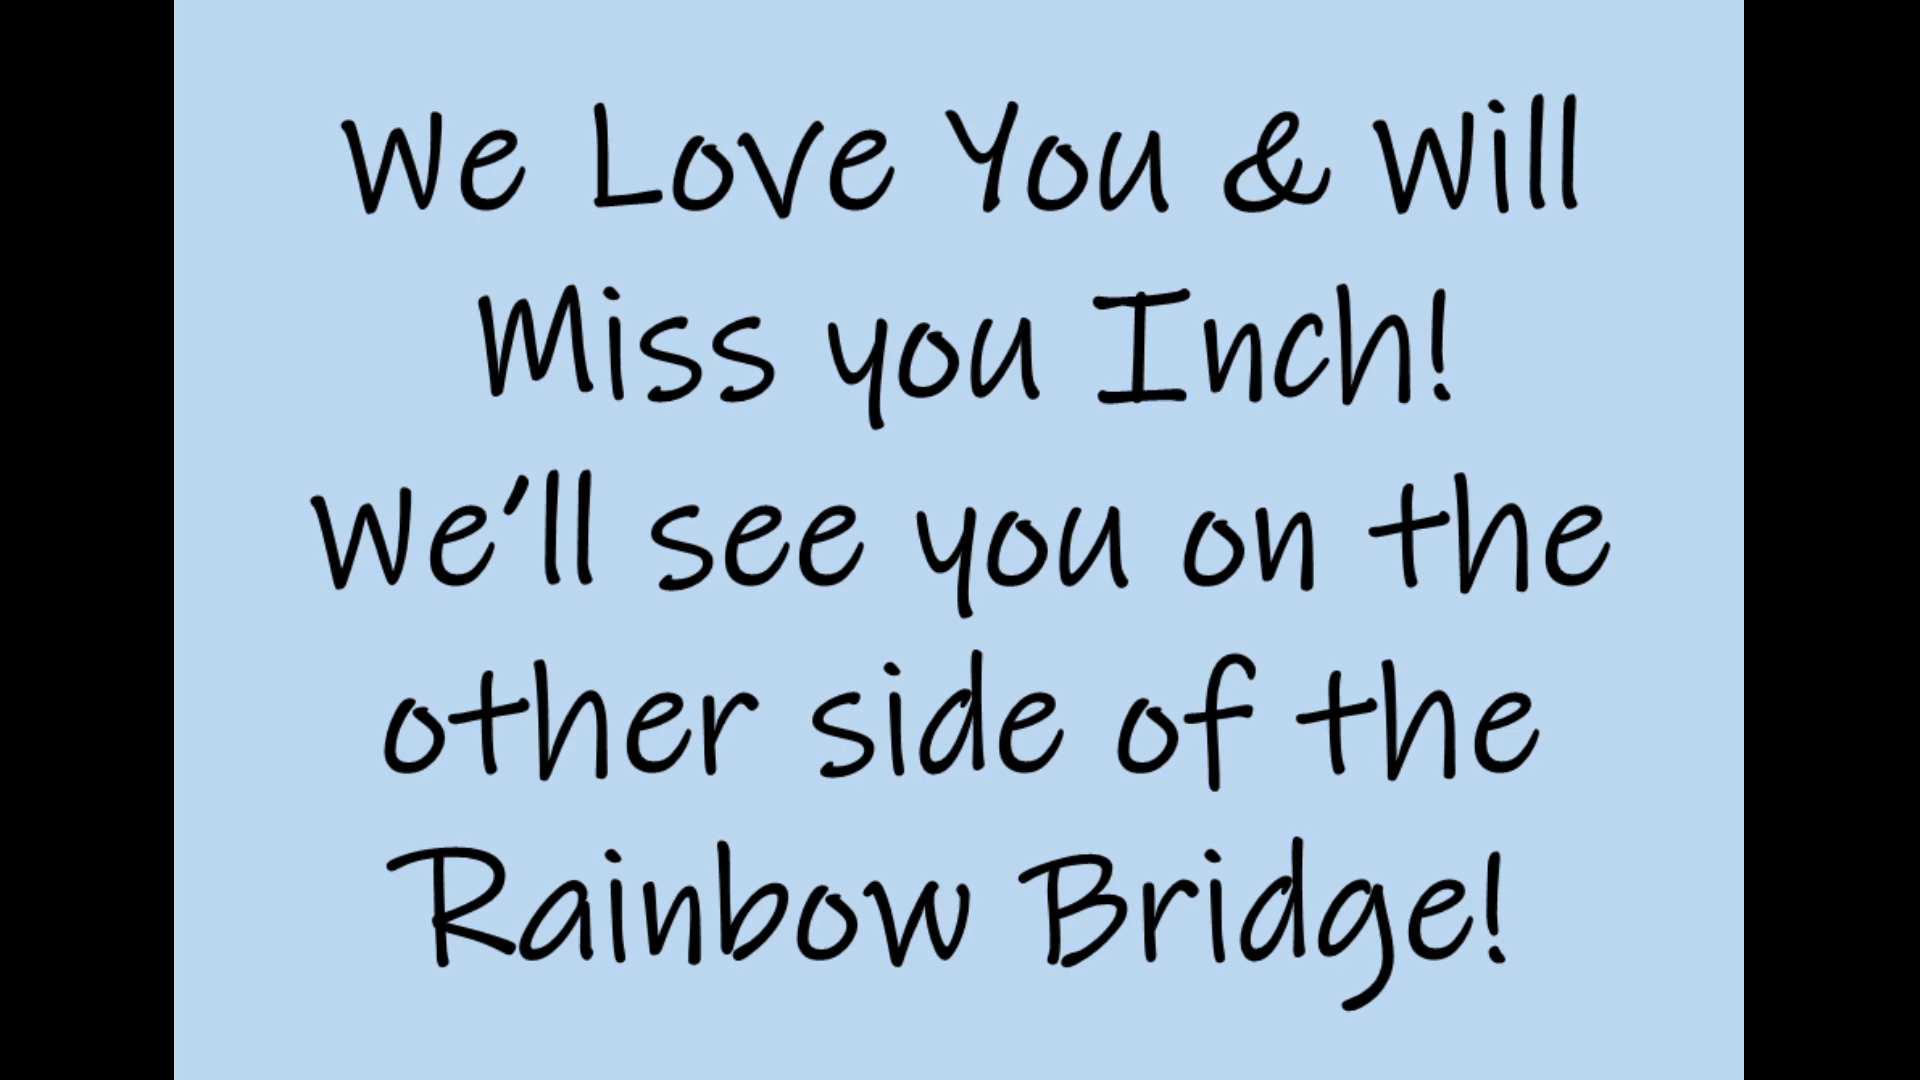 We Love You & Will
Miss you Inch!
We’ll see you on the
other side of the
Rainbow Bridge!